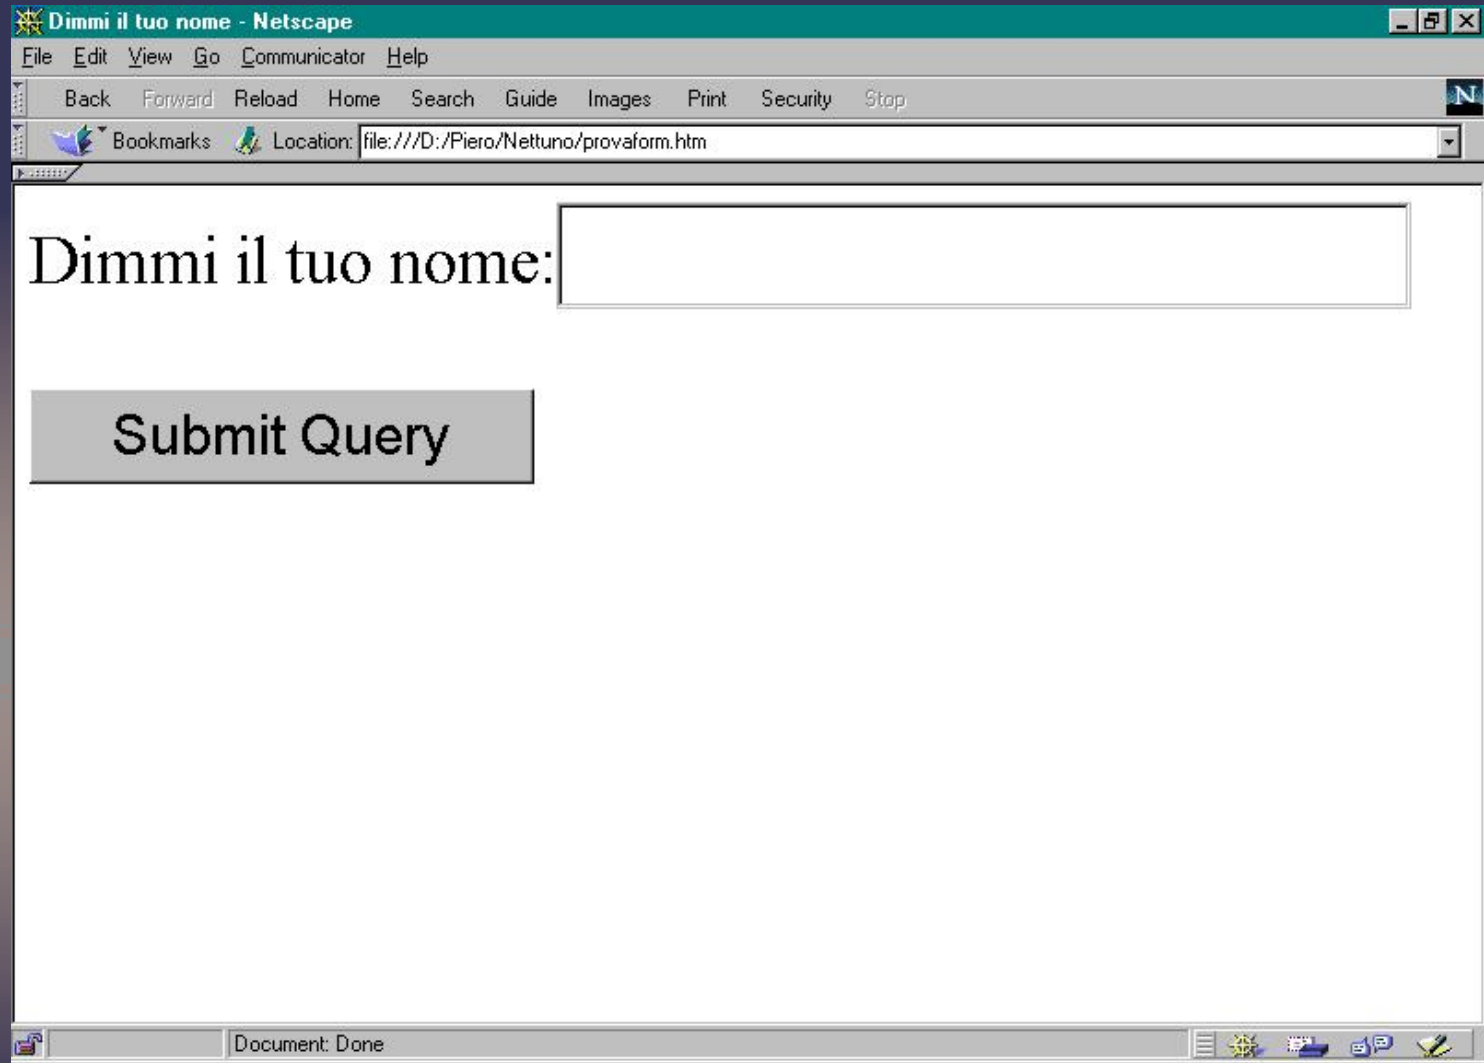 Dimmi il tuo nome - Netscape
File Edit View Go Communicator Help
Back Forward Reload Home Search Guide Images Print Security Stop N
Bookmarks Location: file:///D:/Piero/Nettuno/provaform.htm
Dimmi il tuo nome:
Submit Query
Document: Done